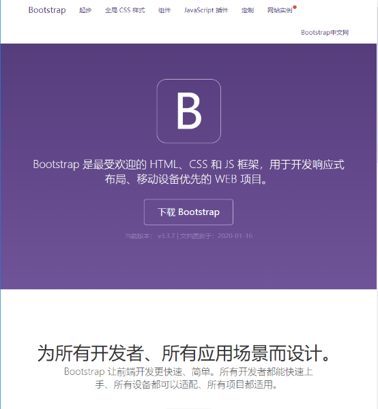 Bootstrap 起步 全局 CSS 样式 组件 JavaScript 插件 定制 网站实例
Bootstrap中文网
B
Bootstrap 是最受欢迎的 HTML、CSS 和 JS 框架，用于开发响应式
布局、移动设备优先的 WEB 项目。
下载 Bootstrap
当前版本： v3.3.7 | 文档更新于：2020-01-16
为所有开发者、所有应用场景而设计。
Bootstrap 让前端开发更快速、简单。所有开发者都能快速上
手、所有设备都可以适配、所有项目都适用。